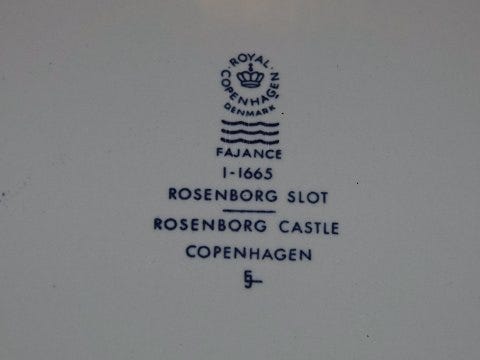 ROYAL
COPENHAGEN
DENMARK
FAJANCE
1-1665
ROSENBORG SLOT
ROSENBORG CASTLE
COPENHAGEN